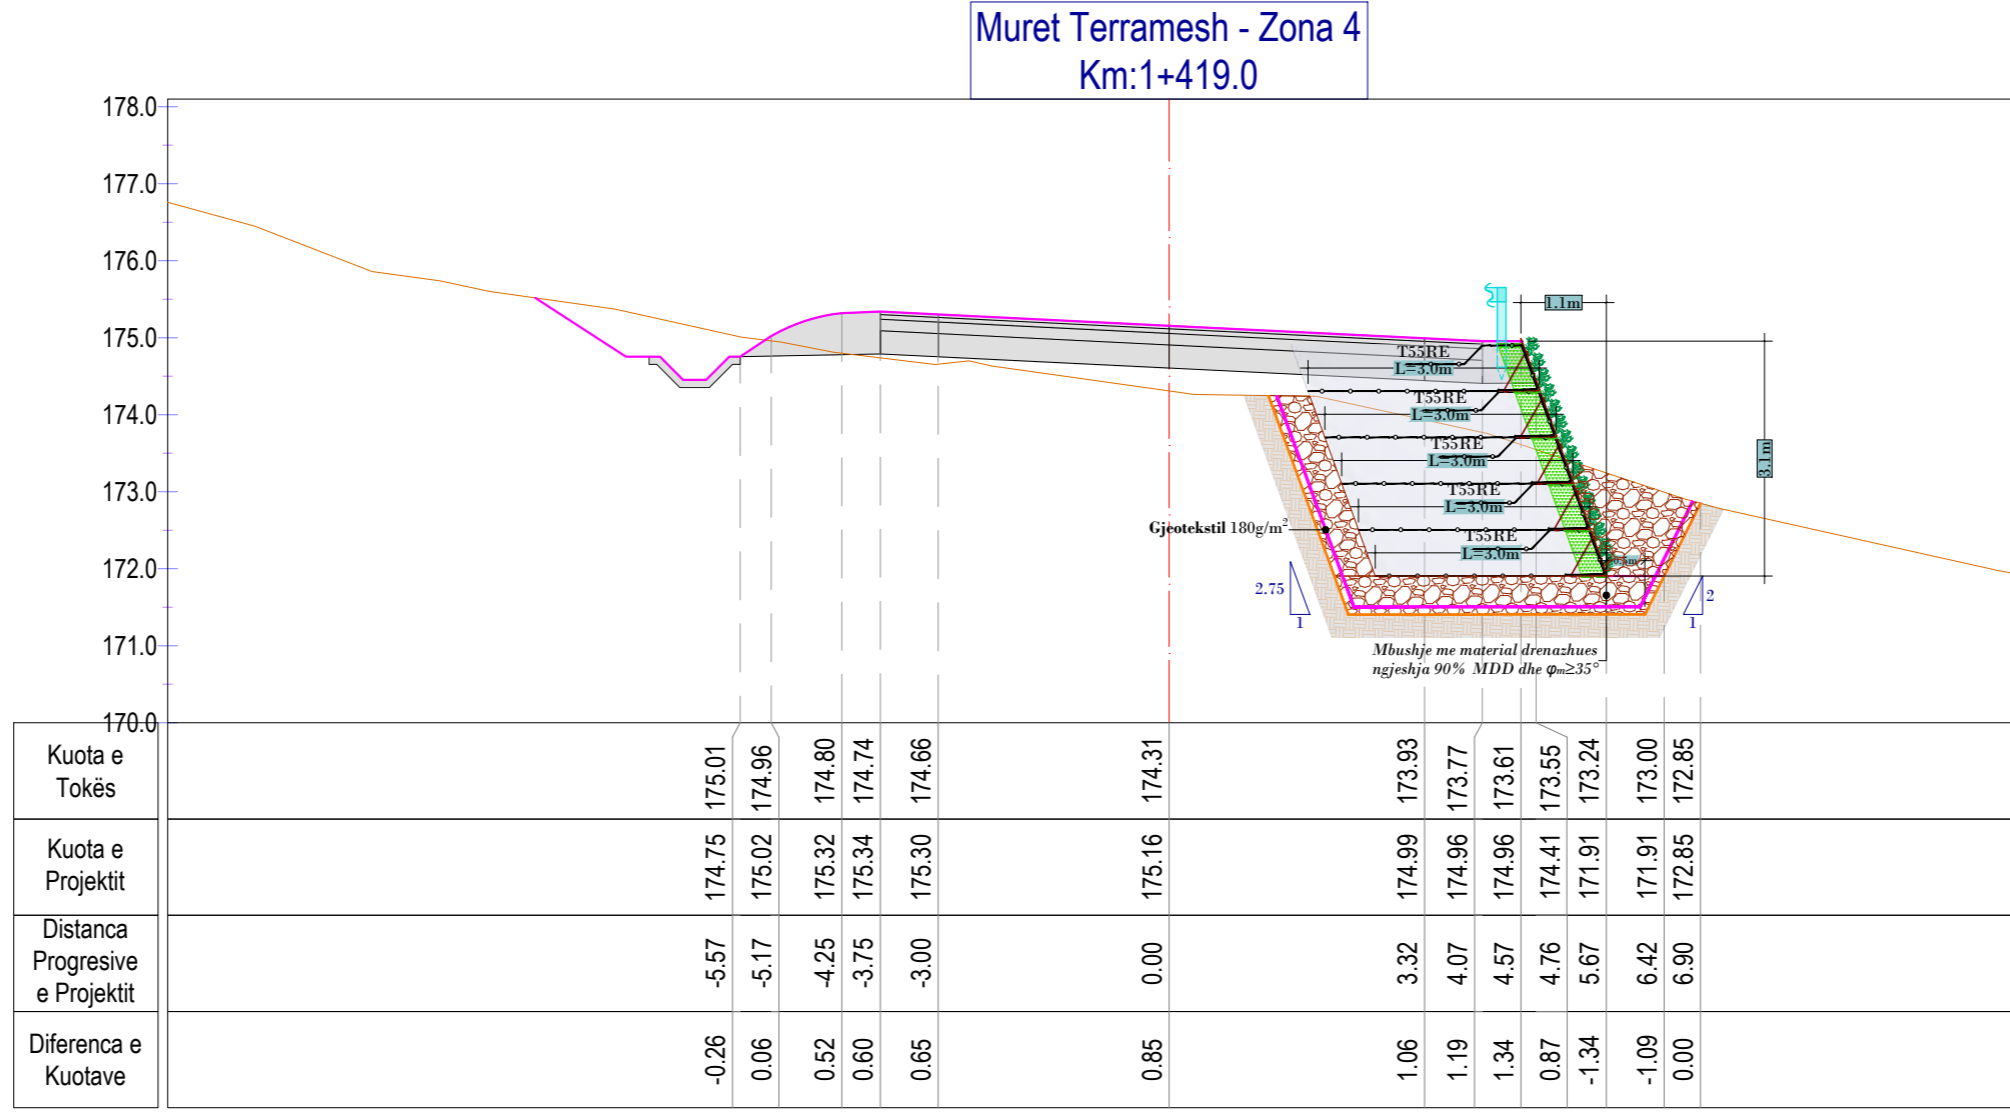 Muret Terramesh - Zona 4
Km:1+419.0
178.0
177.0
176.0
175.0
174.0
173.0
172.0
171.0
170.0
1.1m
3.1m
T55RE
L=3.0m
T55RE
L=3.0m
T55RE
L=3.0m
T55RE
L=3.0m
T55RE
L=3.0m
Gjeotekstil 180g/m²
2.75
1
2
1
Mbushje me material drenazhues
ngjeshja 90% MDD dhe φm≥35°
Kuota e
Tokës
175.01 174.96 174.80 174.74 174.66 174.31 173.93 173.77 173.61 173.55 173.24 173.00 172.85
Kuota e
Projektit
174.75 175.02 175.32 175.34 175.30 175.16 174.99 174.96 174.96 174.41 171.91 171.91 172.85
Distanca
Progresive
e Projektit
-5.57 -5.17 -4.25 -3.75 -3.00 0.00 3.32 4.07 4.57 4.76 5.67 6.42 6.90
Diferenca e
Kuotave
-0.26 0.06 0.52 0.60 0.65 0.85 1.06 1.19 1.34 0.87 -1.34 -1.09 0.00